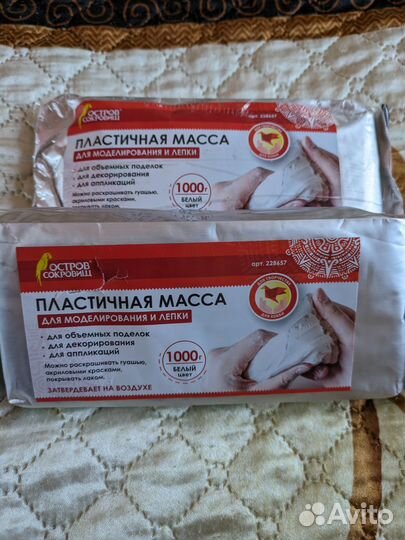 ОСТРОВ
СОКРОВИЩ
арт. 228657
ПЛАСТИЧНАЯ МАССА
ДЛЯ МОДЕЛИРОВАНИЯ И ЛЕПКИ
• для объемных поделок
• для декорирования
• для аппликаций
Можно раскрашивать гуашью,
акриловыми красками,
покрывать лаком.
1000г
БЕЛЫЙ
цвет
ОСТРОВ
СОКРОВИЩ
арт. 228657
ПЛАСТИЧНАЯ МАССА
ДЛЯ МОДЕЛИРОВАНИЯ И ЛЕПКИ
• для объемных поделок
• для декорирования
• для аппликаций
Можно раскрашивать гуашью,
акриловыми красками,
покрывать лаком.
ЗАТВЕРДЕВАЕТ НА ВОЗДУХЕ
1000г
БЕЛЫЙ
цвет
Avito